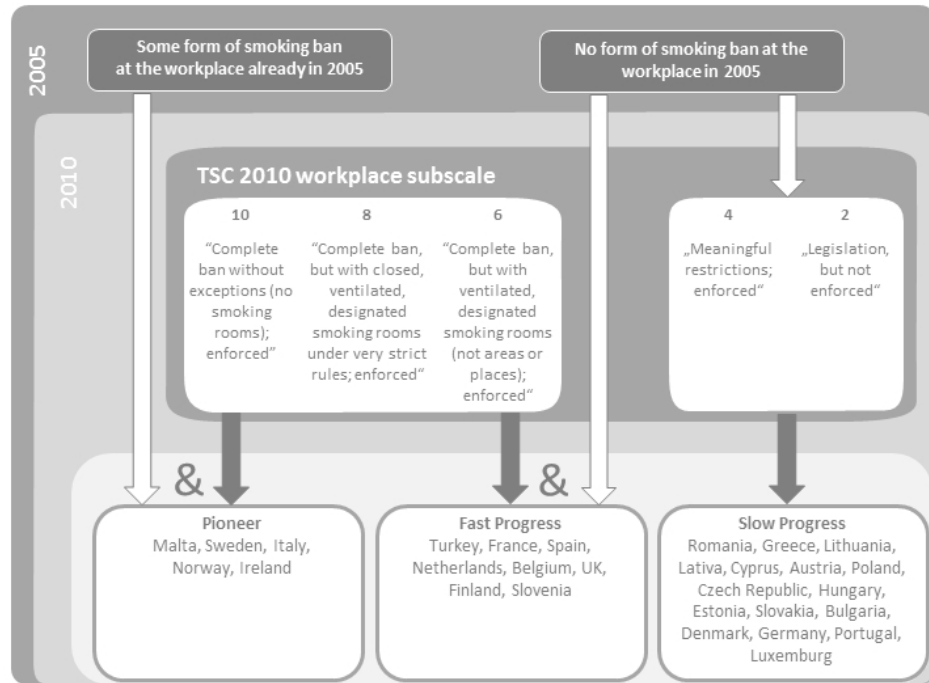 2005
Some form of smoking ban
at the workplace already in 2005
No form of smoking ban at the
workplace in 2005
2010
TSC 2010 workplace subscale
10
“Complete
ban without
exceptions (no
smoking
rooms);
enforced”
8
“Complete ban,
but with closed,
ventilated,
designated
smoking rooms
under very strict
rules; enforced“
6
“Complete ban,
but with
ventilated,
designated
smoking rooms
(not areas or
places);
enforced“
4
„Meaningful
restrictions;
enforced“
2
„Legislation,
but not
enforced“
&
&
Pioneer
Malta, Sweden, Italy,
Norway, Ireland
Fast Progress
Turkey, France, Spain,
Netherlands, Belgium, UK,
Finland, Slovenia
Slow Progress
Romania, Greece, Lithuania,
Lativa, Cyprus, Austria, Poland,
Czech Republic, Hungary,
Estonia, Slovakia, Bulgaria,
Denmark, Germany, Portugal,
Luxemburg